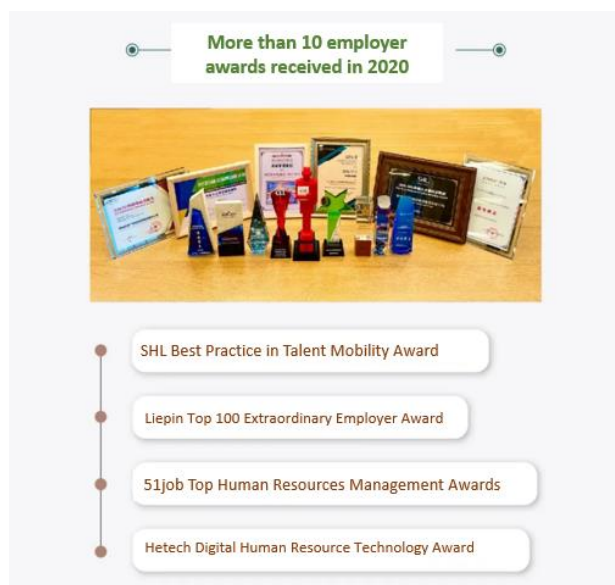 More than 10 employer
awards received in 2020
SHL Best Practice in Talent Mobility Award
Liepin Top 100 Extraordinary Employer Award
51job Top Human Resources Management Awards
Hetech Digital Human Resource Technology Award